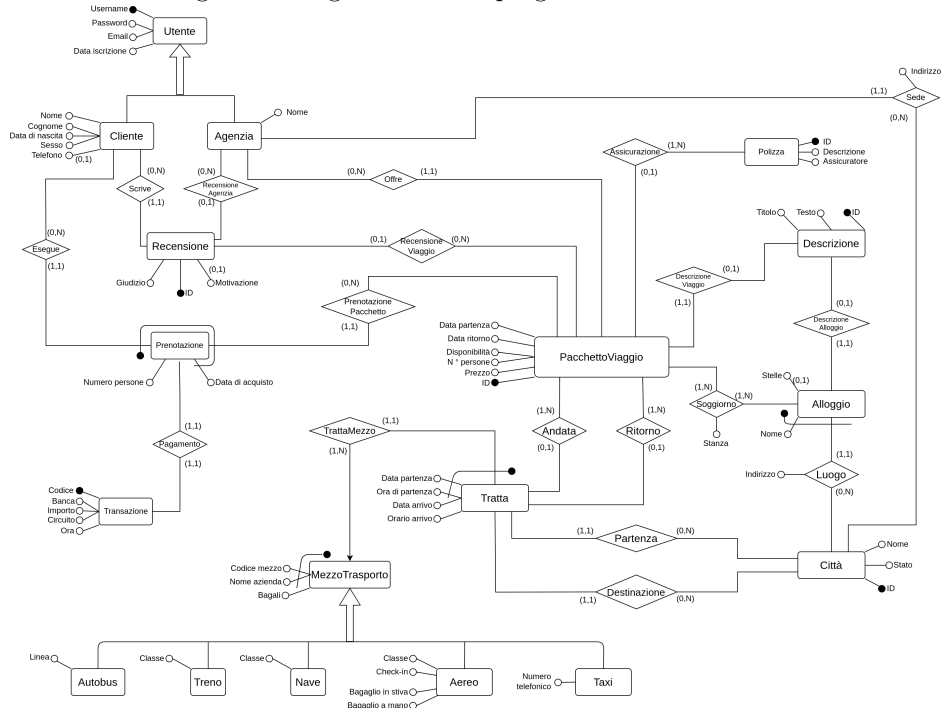 Username
Utente
Password
Email
Data iscrizione
Indirizzo
(1,1)
Sede
(0,N)
Nome
Nome
Cognome
Data di nascita
Sesso
Telefono
(0,1)
Cliente
Agenzia
Assicurazione
(1,N)
(0,1)
Polizza
ID
Descrizione
Assicuratore
(0,N)
Scrive
(1,1)
(0,N)
Recensione
Agenzia
(0,1)
(0,N)
Offre
(1,1)
Titolo
Testo
ID
Descrizione
(0,N)
Esegue
(1,1)
Recensione
(0,1)
Giudizio
Motivazione
ID
(0,1)
Recensione
Viaggio
(0,N)
Descrizione
Viaggio
(0,1)
(1,1)
(0,N)
Prenotazione
Pacchetto
(1,1)
(0,1)
Descrizione
Alloggio
(1,1)
Prenotazione
Numero persone
Data di acquisto
Data partenza
Data ritorno
Disponibilità
N ° persone
Prezzo
ID
PacchettoViaggio
Stelle
(0,1)
(1,N)
Soggiorno
(1,N)
Stanza
Alloggio
Nome
(1,1)
Pagamento
(1,1)
TrattaMezzo
(1,1)
(1,N)
(1,N)
Andata
(0,1)
(1,N)
Ritorno
(0,1)
(1,1)
Indirizzo
Luogo
(0,N)
Codice
Banca
Importo
Circuito
Ora
Transazione
Data partenza
Ora di partenza
Data arrivo
Orario arrivo
Tratta
(1,1)
Partenza
(0,N)
Nome
Stato
ID
Città
(1,1)
Destinazione
(0,N)
Codice mezzo
Nome azienda
Bagali
MezzoTrasporto
Linea
Autobus
Classe
Treno
Classe
Nave
Classe
Check-in
Bagaglio in stiva
Bagaglio a mano
Aereo
Numero
telefonico
Taxi